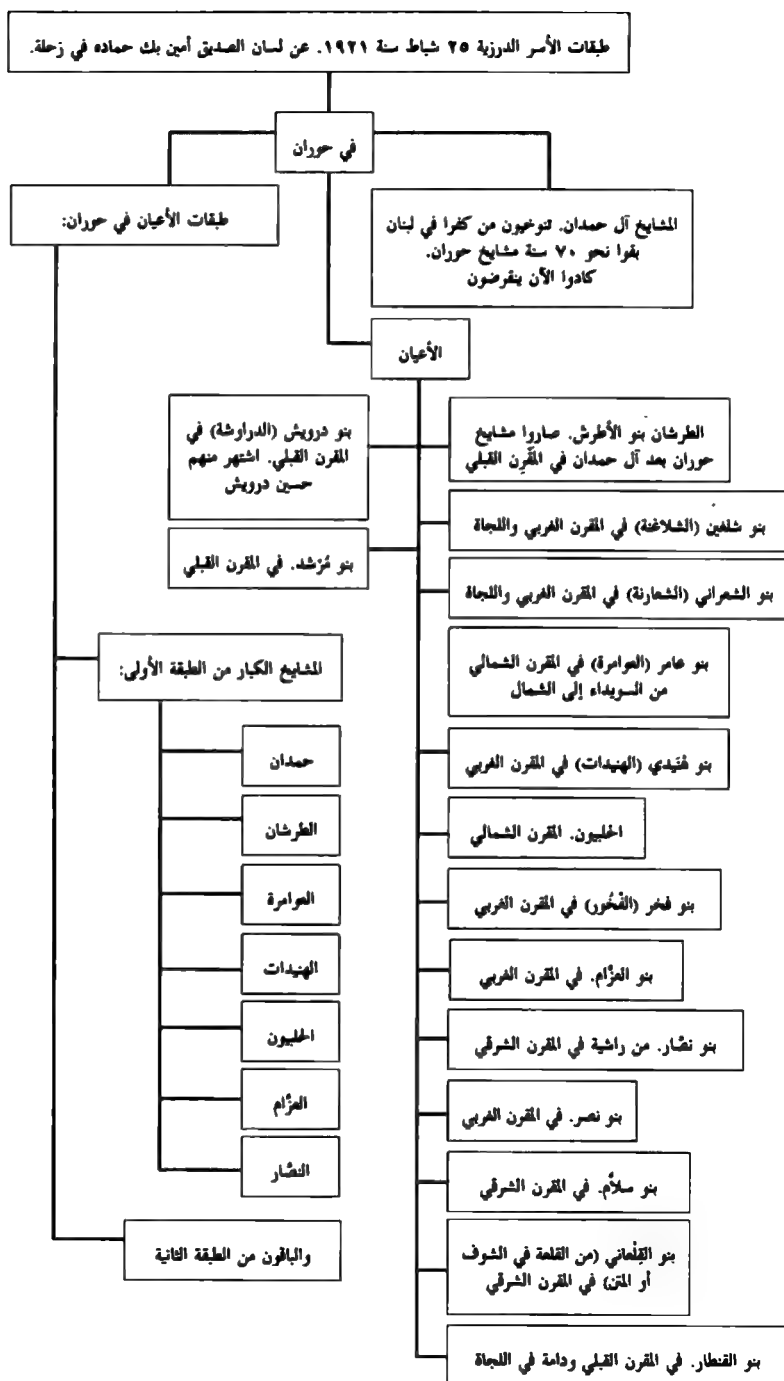 طبقات الأسر الدرزية ٢٥ شباط سنة ١٩٢١. عن لسان الصديق أمين بك حماده في زحلة.
في حوران
المشايخ آل حمدان. تنوخيون من كفرا في لبنان
بقوا نحو ٧٠ سنة مشايخ حوران.
كادوا الآن ينقرضون
طبقات الأعيان في حوران:
الأعيان
الطرشان بنو الأطرش. صاروا مشايخ
حوران بعد آل حمدان في المَقْرِن القبلي
بنو درويش (الدراوشة) في
المقرن القبلي. اشتهر منهم
حسين درويش
بنو شلغين (الشلاغنة) في المقرن الغربي واللجاة
بنو مُرْشد. في المقرن القبلي
بنو الشعراني (الشعارنة) في المقرن الغربي واللجاة
بنو عامر (العوامرة) في المقرن الشمالي
من السويداء إلى الشمال
بنو هُنَيدي (الهنيدات) في المقرن الغربي
الحلبيون. المقرن الشمالي
بنو فخر (الفْخُور) في المقرن الغربي
بنو العزَّام. في المقرن الغربي
بنو نصَّار. من راشية في المقرن الشرقي
بنو نصر. في المقرن الغربي
بنو سلاَّم. في المقرن الشرقي
بنو القِلْعاني (من القلعة في الشوف
أو المتن) في المقرن الشرقي
بنو القنطار. في المقرن القبلي ودامة في اللجاة
المشايخ الكبار من الطبقة الأولى:
حمدان
الطرشان
العوامرة
الهنيدات
الحلبيون
العزَّام
النصَّار
والباقون من الطبقة الثانية